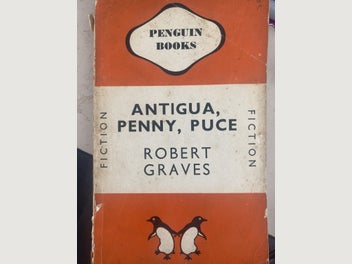 PENGUIN
BOOKS
ANTIGUA,
PENNY, PUCE
ROBERT
GRAVES
FICTION
FICTION